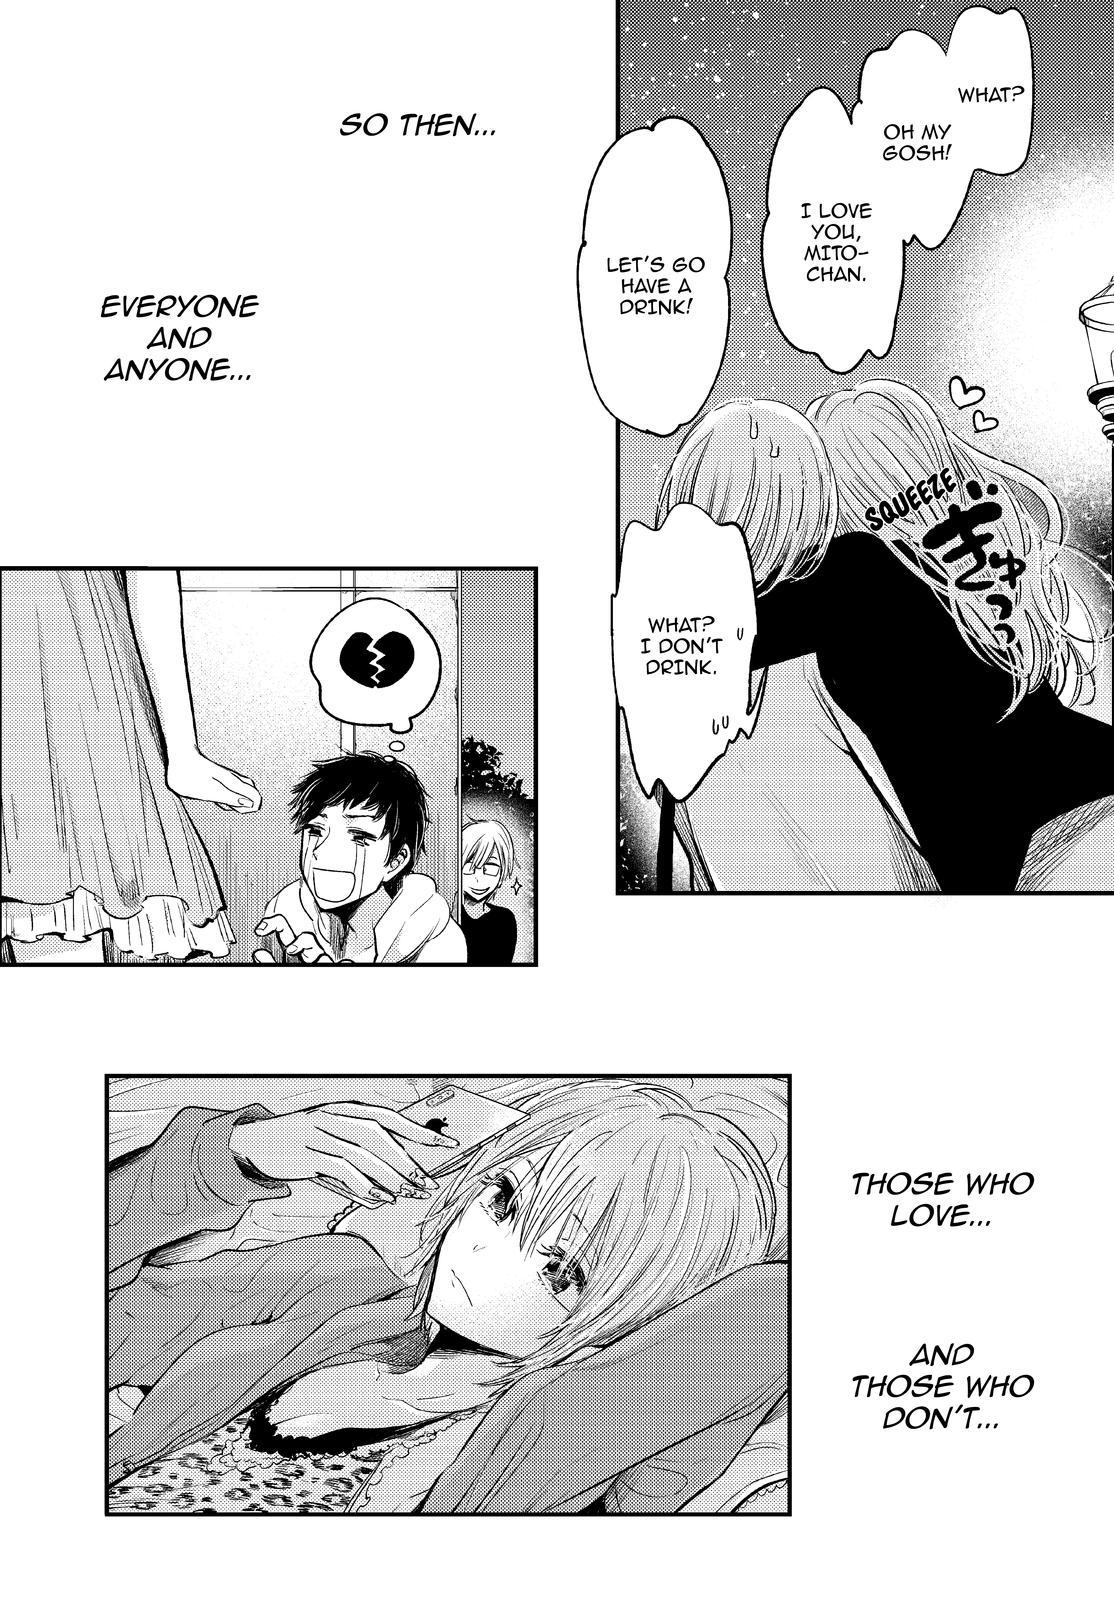 WHAT?
OH MY
GOSH!
I LOVE
YOU,
MITO-
CHAN.
LET'S GO
HAVE A
DRINK!
SQUEEZE
ぎゅっっ
WHAT?
I DON'T
DRINK.
SO THEN...
EVERYONE
AND
ANYONE...
THOSE WHO
LOVE...
AND
THOSE WHO
DON'T...